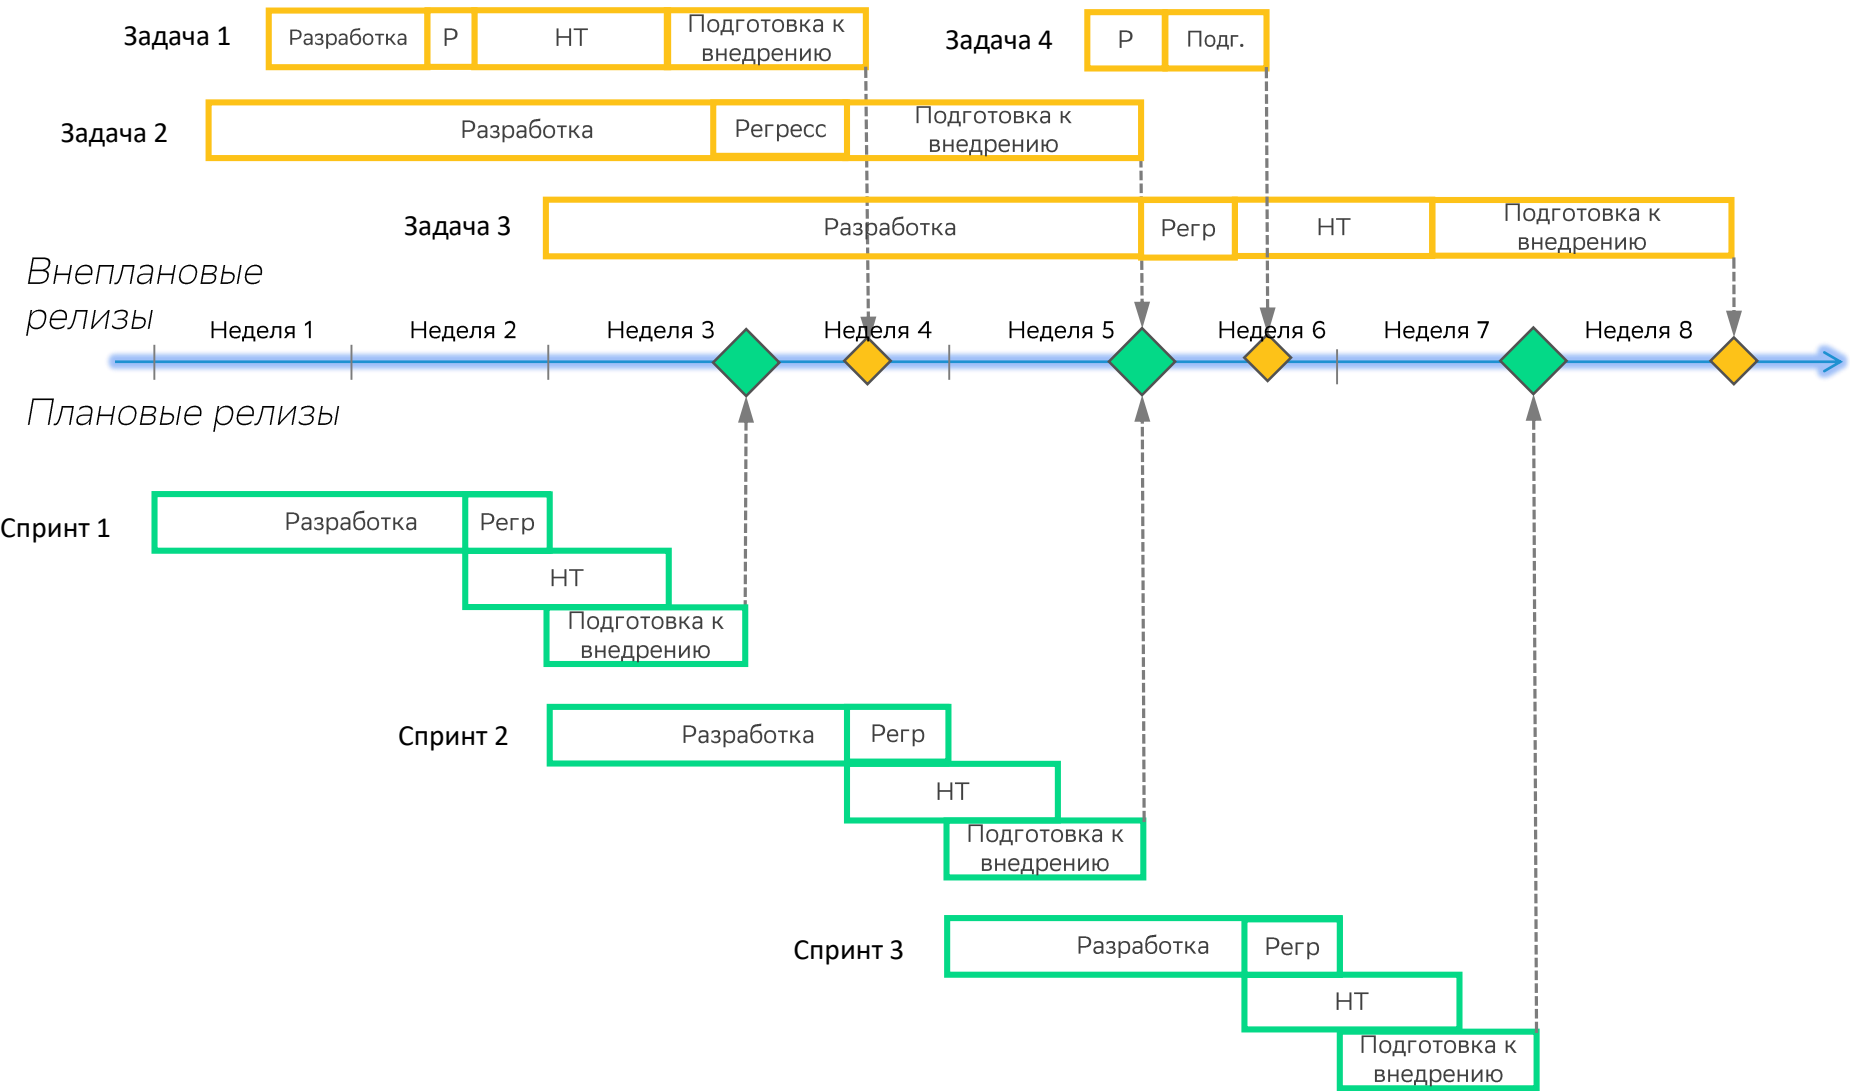 Задача 1
Разработка
Р
НТ
Подготовка к
внедрению
Задача 4
Р
Подг.
Задача 2
Разработка
Регресс
Подготовка к
внедрению
Задача 3
Разработка
Регр
НТ
Подготовка к
внедрению
Внеплановые
релизы
Неделя 1
Неделя 2
Неделя 3
Неделя 4
Неделя 5
Неделя 6
Неделя 7
Неделя 8
Плановые релизы
Спринт 1
Разработка
Регр
НТ
Подготовка к
внедрению
Спринт 2
Разработка
Регр
НТ
Подготовка к
внедрению
Спринт 3
Разработка
Регр
НТ
Подготовка к
внедрению